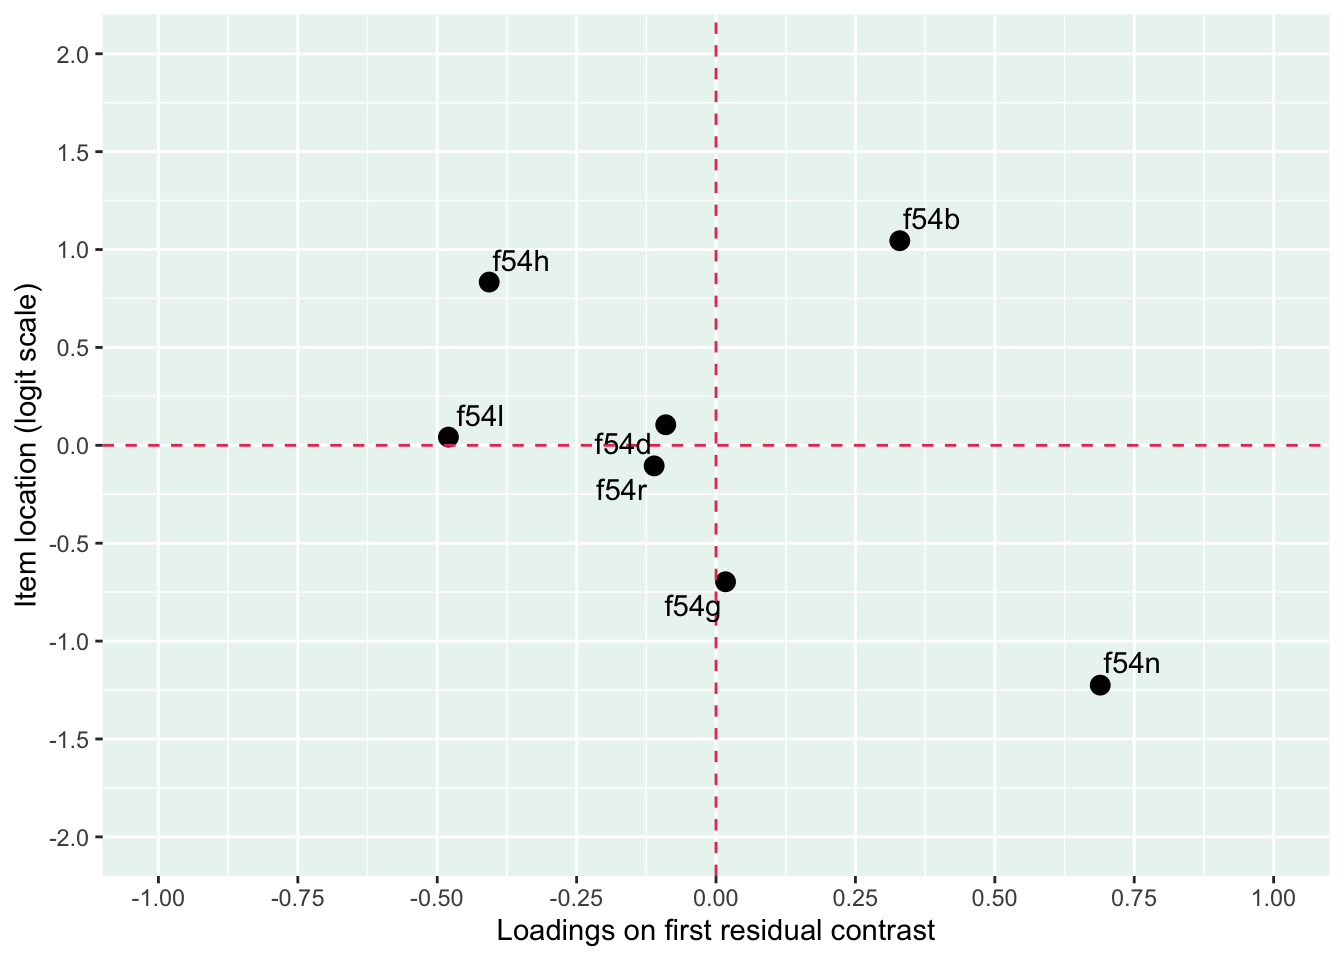 2.0
1.5
1.0
0.5
0.0
-0.5
-1.0
-1.5
-2.0
Item location (logit scale)
f54b
f54h
f54l
f54d
f54r
f54g
f54n
-1.00 -0.75 -0.50 -0.25 0.00 0.25 0.50 0.75 1.00
Loadings on first residual contrast